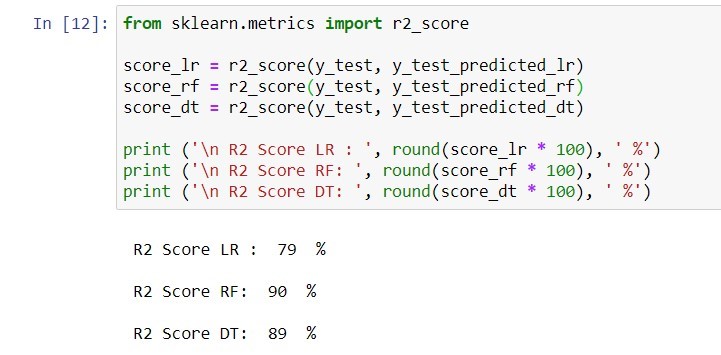 In [12]: from sklearn.metrics import r2_score
score_lr = r2_score(y_test, y_test_predicted_lr)
score_rf = r2_score(y_test, y_test_predicted_rf)
score_dt = r2_score(y_test, y_test_predicted_dt)
print ('\n R2 Score LR : ', round(score_lr * 100), ' %')
print ('\n R2 Score RF: ', round(score_rf * 100), ' %')
print ('\n R2 Score DT: ', round(score_dt * 100), ' %')
R2 Score LR :  79  %
R2 Score RF:  90  %
R2 Score DT:  89  %